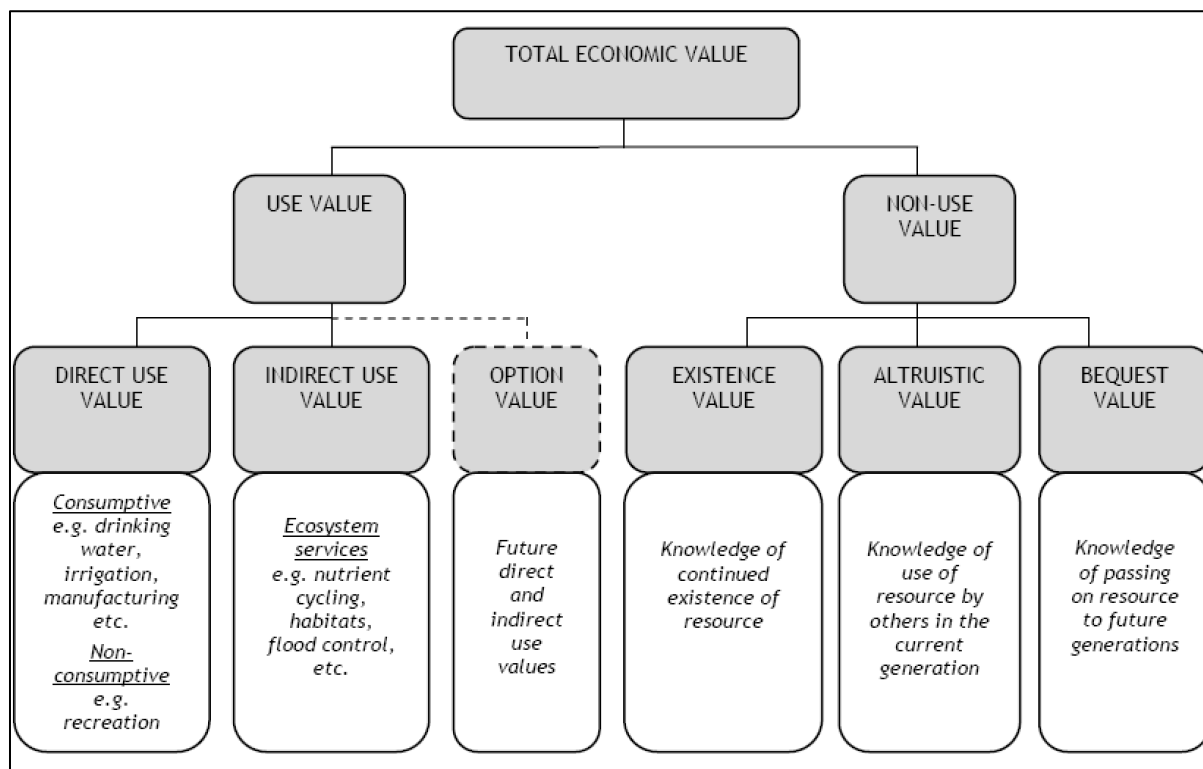 TOTAL ECONOMIC VALUE
USE VALUE
NON-USE
VALUE
DIRECT USE
VALUE
INDIRECT USE
VALUE
OPTION
VALUE
EXISTENCE
VALUE
ALTRUISTIC
VALUE
BEQUEST
VALUE
Consumptive
e.g. drinking
water,
irrigation,
manufacturing
etc.
Non-
consumptive
e.g.
recreation
Ecosystem
services
e.g. nutrient
cycling,
habitats,
flood control,
etc.
Future
direct
and
indirect
use
values
Knowledge of
continued
existence of
resource
Knowledge of
use of
resource by
others in the
current
generation
Knowledge
of passing
on resource
to future
generations